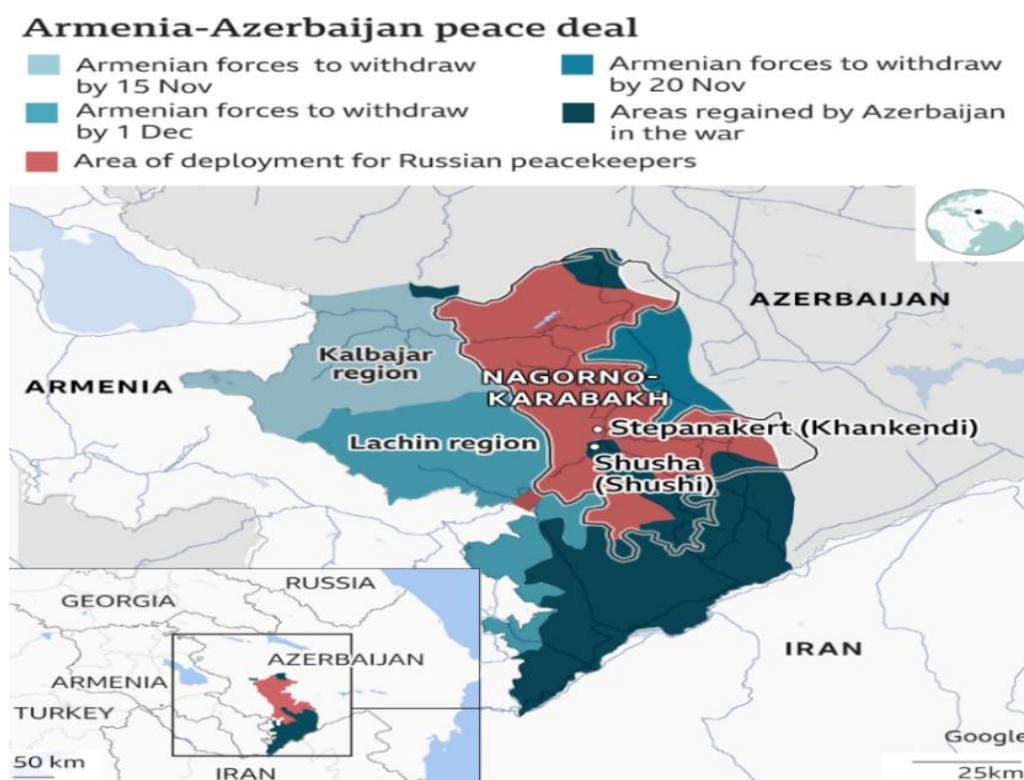 Armenia-Azerbaijan peace deal
Armenian forces to withdraw
by 15 Nov
Armenian forces to withdraw
by 20 Nov
Armenian forces to withdraw
by 1 Dec
Areas regained by Azerbaijan
in the war
Area of deployment for Russian peacekeepers
AZERBAIJAN
Kalbajar
region
ARMENIA
NAGORNO-
KARABAKH
Stepanakert (Khankendi)
Lachin region
Shusha
(Shushi)
IRAN
RUSSIA
GEORGIA
AZERBAIJAN
ARMENIA
TURKEY
IRAN
50 km
Google
25km